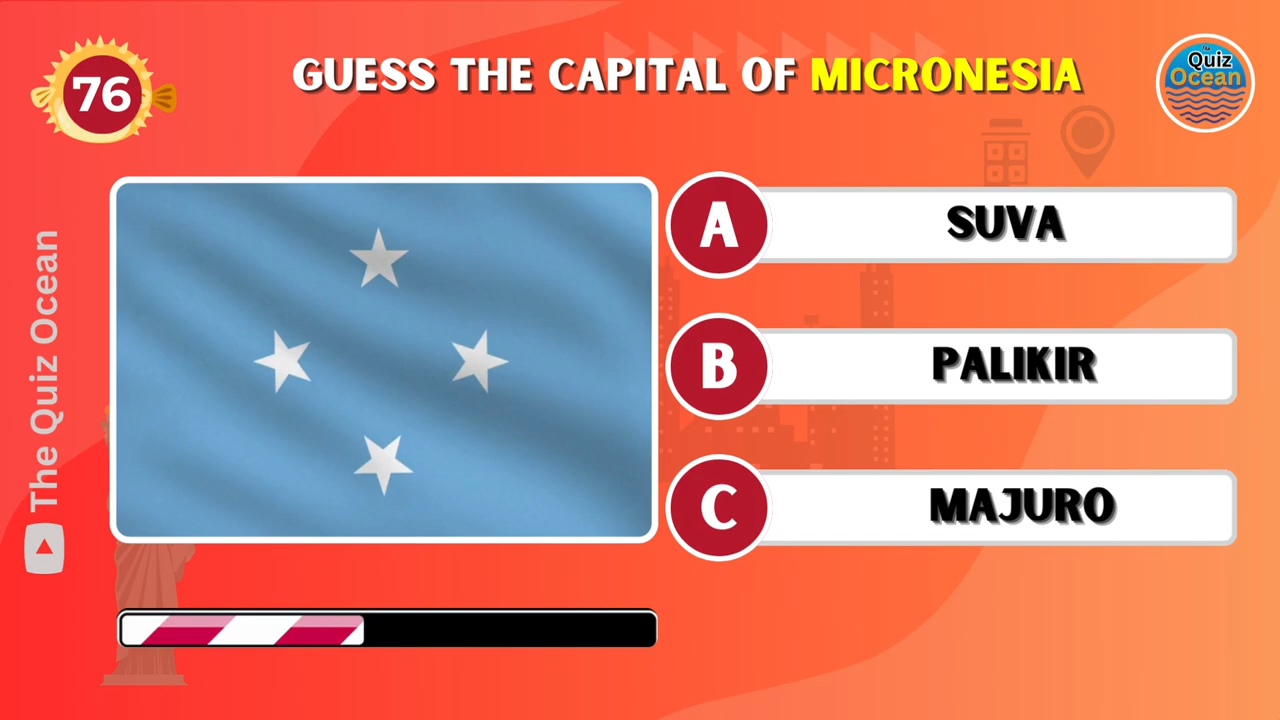 76
GUESS THE CAPITAL OF MICRONESIA
The Quiz Ocean
A SUVA
B PALIKIR
C MAJURO
The Quiz Ocean